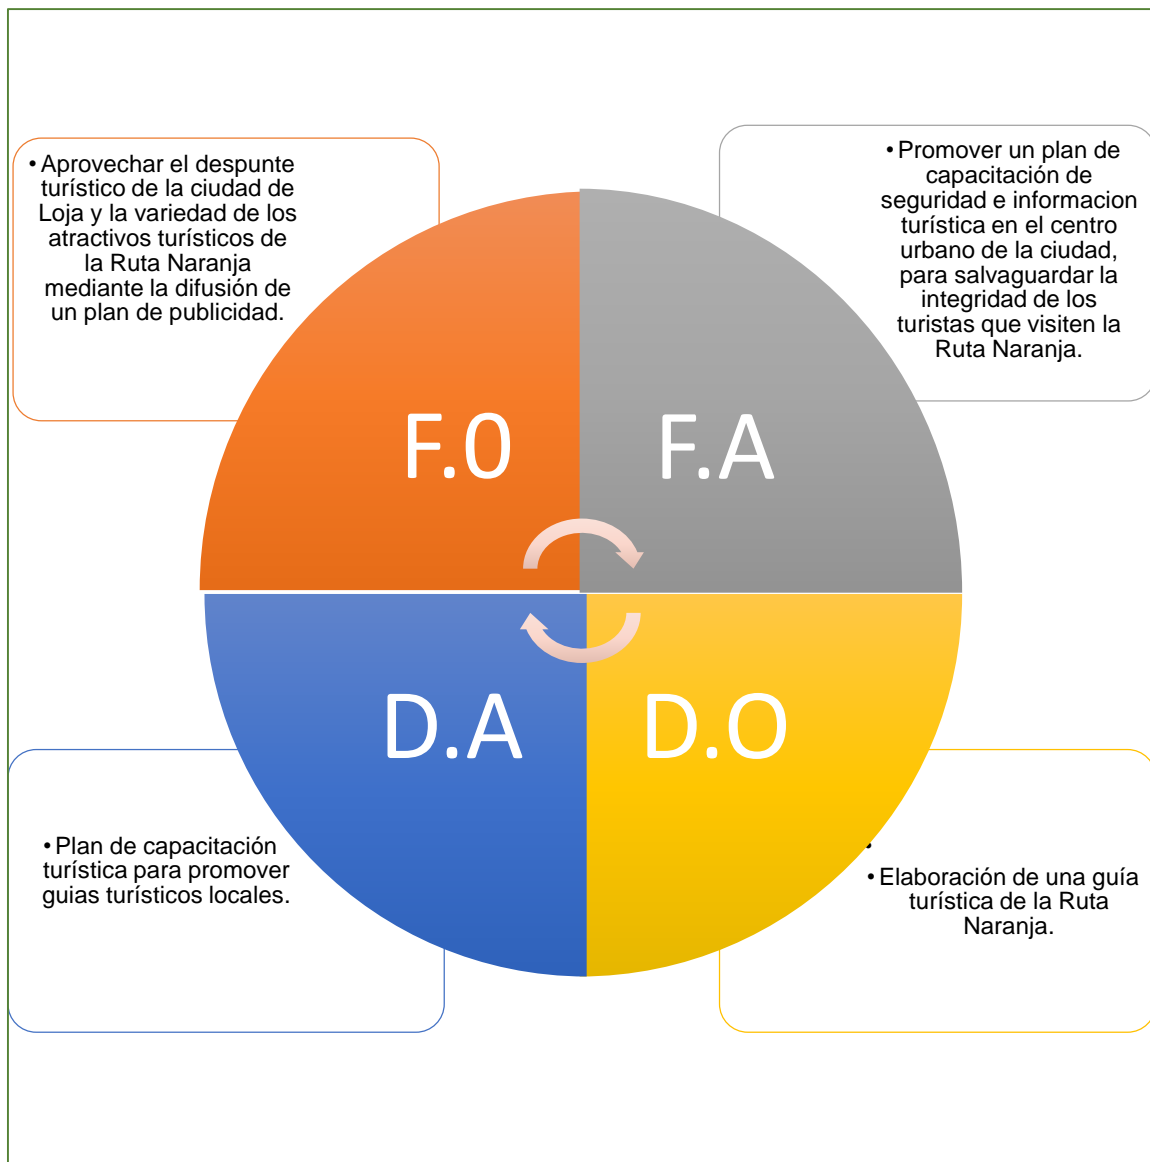 • Aprovechar el despunte
turístico de la ciudad de
Loja y la variedad de los
atractivos turísticos de
la Ruta Naranja
mediante la difusión de
un plan de publicidad.
• Promover un plan de
capacitación de
seguridad e informacion
turística en el centro
urbano de la ciudad,
para salvaguardar la
integridad de los
turistas que visiten la
Ruta Naranja.
F.0
F.A
D.A
D.O
• Plan de capacitación
turística para promover
guias turísticos locales.
•
• Elaboración de una guía
turística de la Ruta
Naranja.